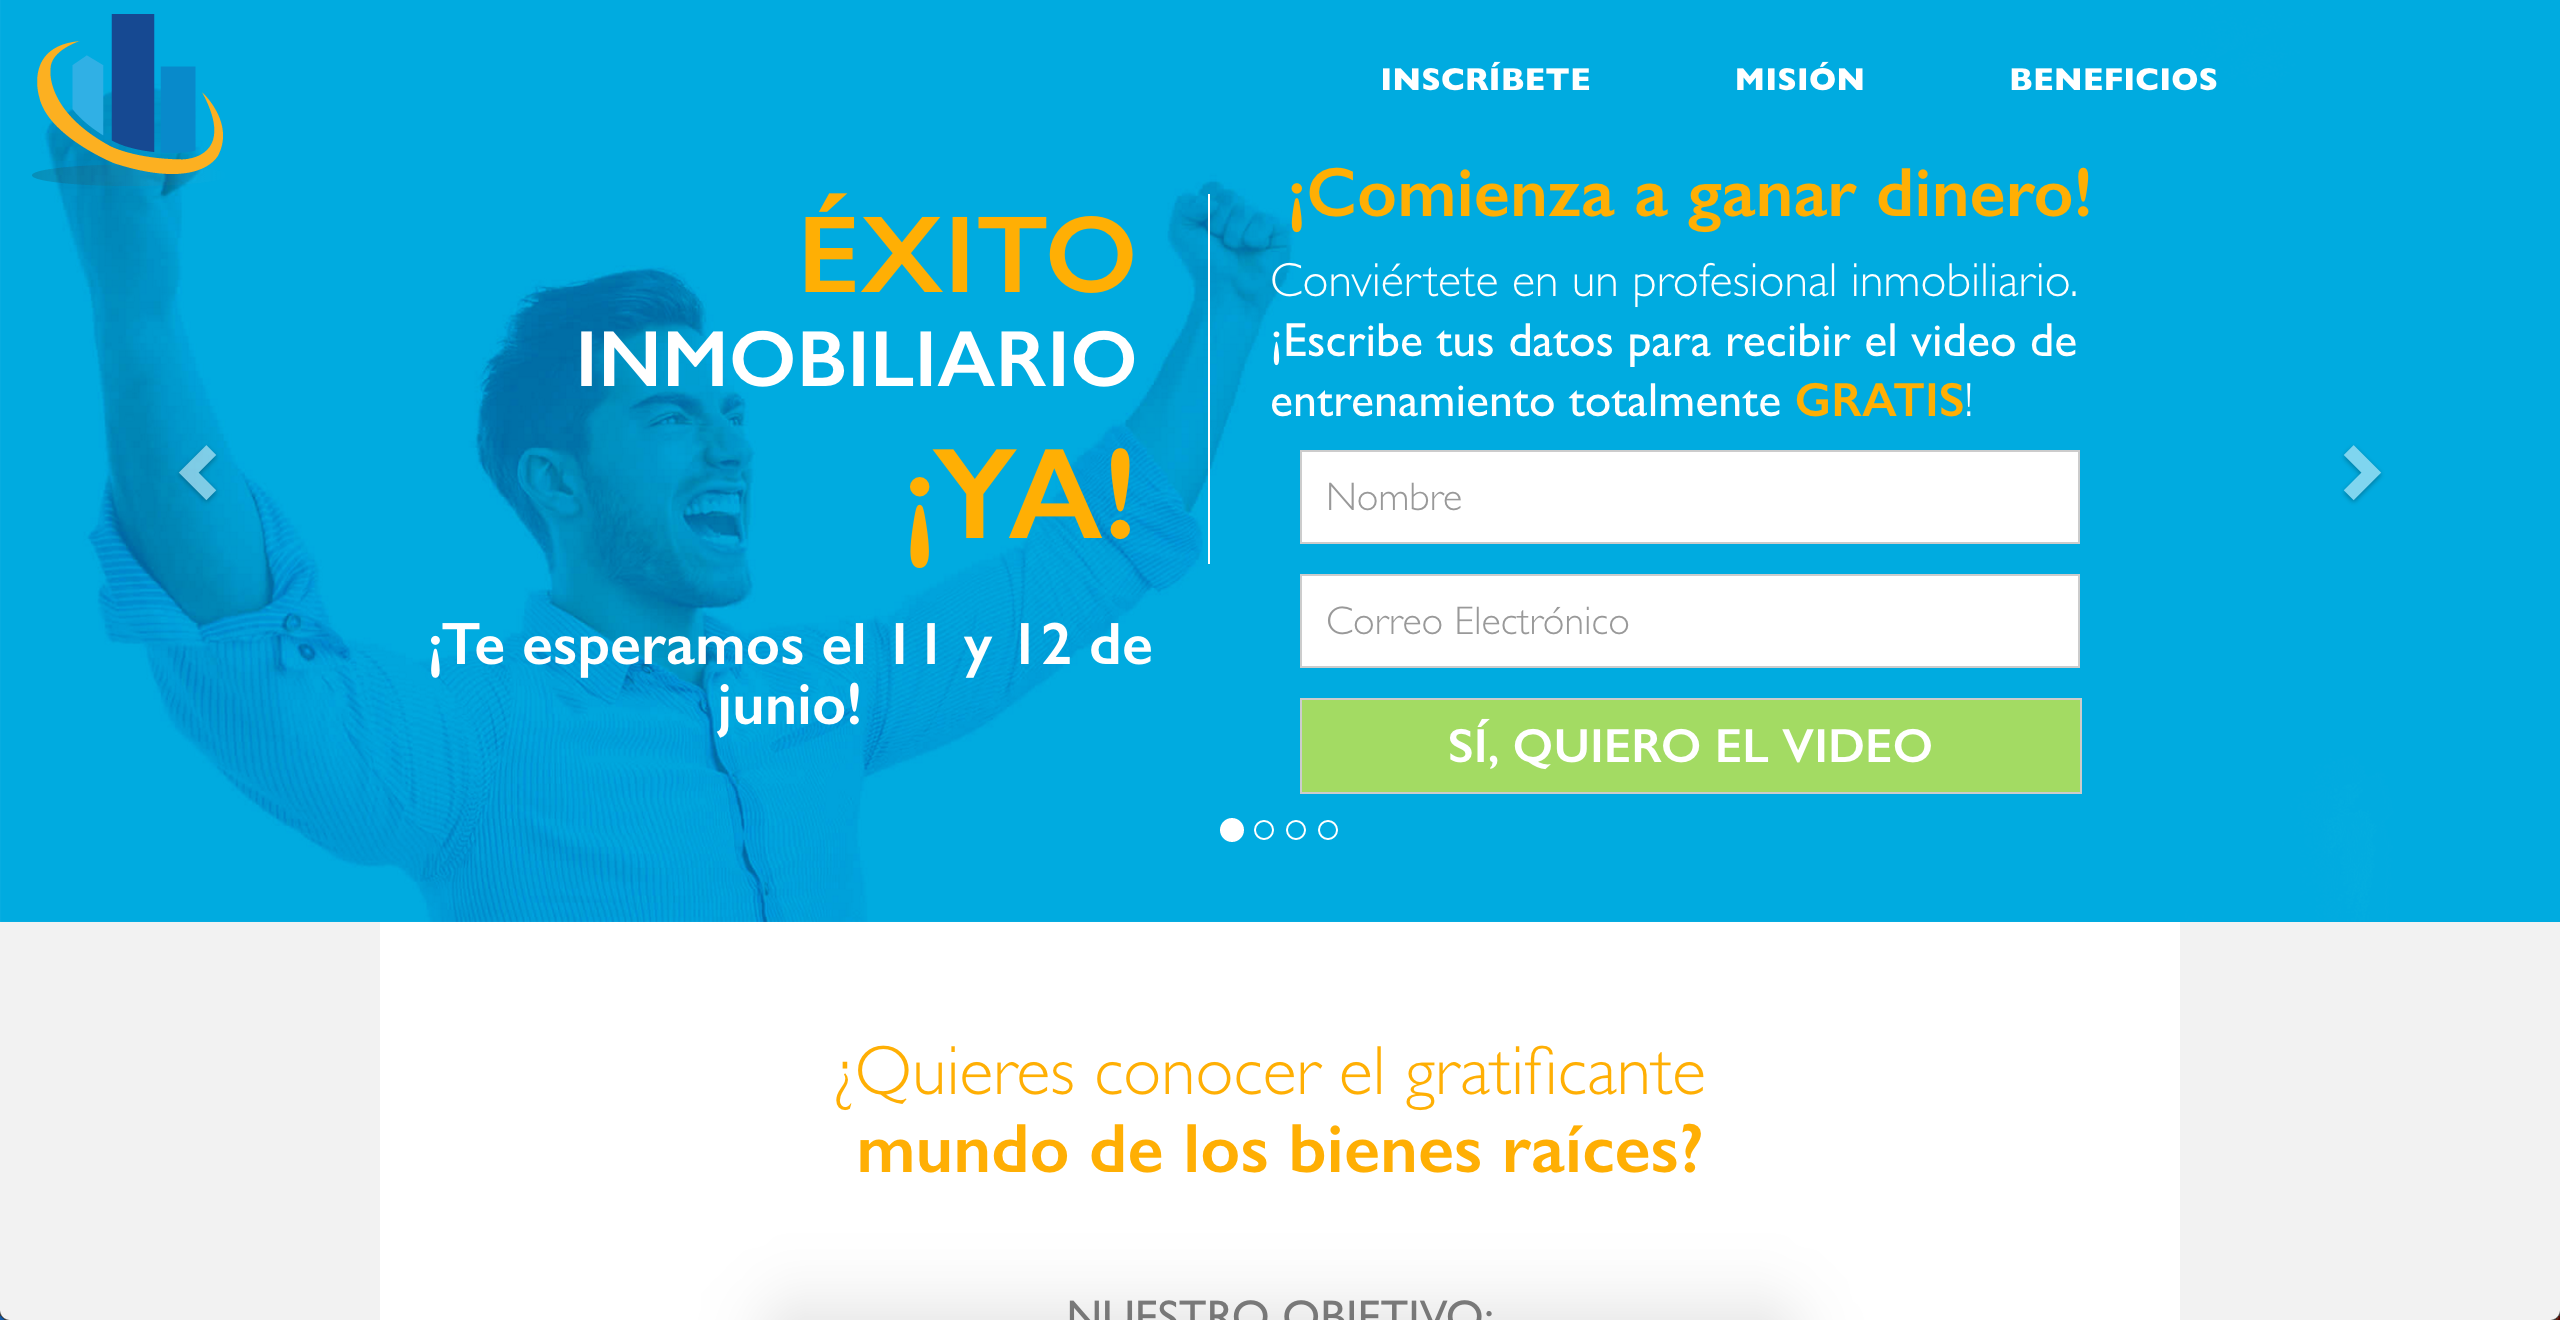 INSCRÍBETE MISIÓN BENEFICIOS
ÉXITO
INMOBILIARIO
¡YA!
¡Te esperamos el 11 y 12 de
junio!
¡Comienza a ganar dinero!
Conviértete en un profesional inmobiliario.
¡Escribe tus datos para recibir el video de
entrenamiento totalmente GRATIS!
Nombre
Correo Electrónico
SÍ, QUIERO EL VIDEO
¿Quieres conocer el gratificante
mundo de los bienes raíces?
NUESTRO OBJETIVO: